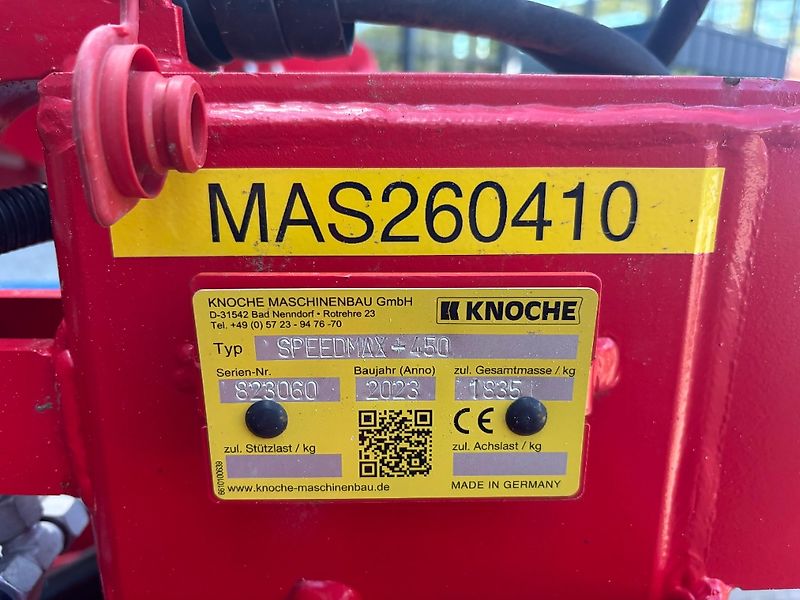 MAS260410
KNOCHE MASCHINENBAU GmbH
D-31542 Bad Nenndorf • Rotrehre 23
Tel. +49 (0) 57 23 - 94 76 -70
KNOCHE
Typ SPEEDMAX+450
Serien-Nr. Baujahr (Anno) zul. Gesamtmasse / kg
823060 2023 1835
CE
zul. Stützlast / kg zul. Achslast / kg
www.knoche-maschinenbau.de MADE IN GERMANY
6610100639